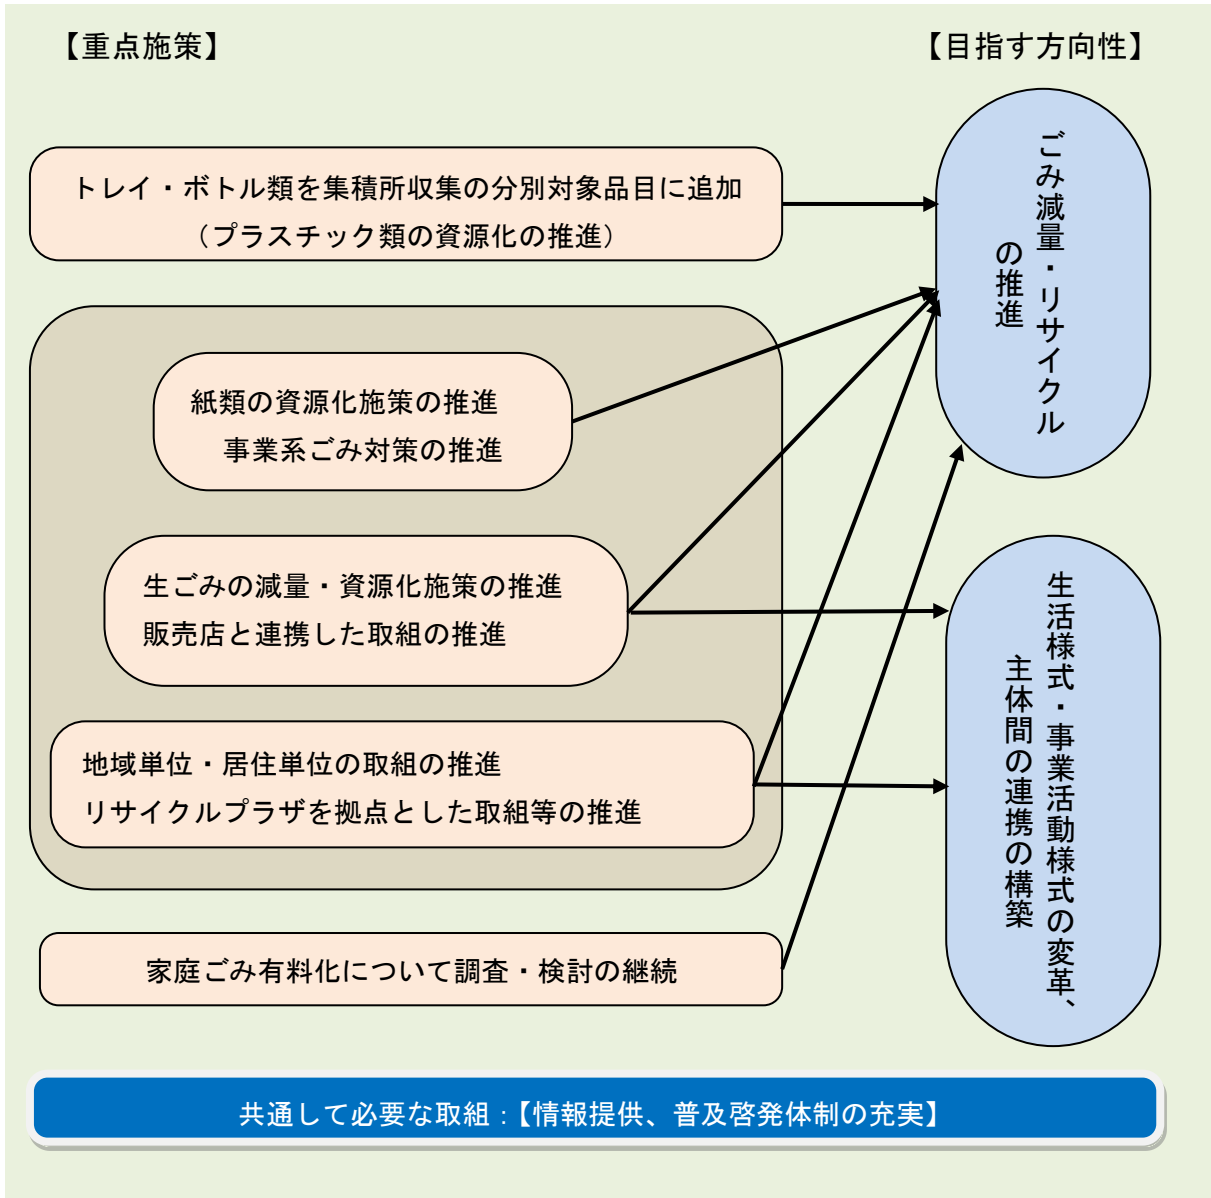 【重点施策】
【目指す方向性】
トレイ・ボトル類を集積所収集の分別対象品目に追加
（プラスチック類の資源化の推進）
紙類の資源化施策の推進
事業系ごみ対策の推進
生ごみの減量・資源化施策の推進
販売店と連携した取組の推進
地域単位・居住単位の取組の推進
リサイクルプラザを拠点とした取組等の推進
家庭ごみ有料化について調査・検討の継続
ごみ減量・リサイクル
の推進
生活様式・事業活動様式の変革、
主体間の連携の構築
共通して必要な取組：【情報提供、普及啓発体制の充実】